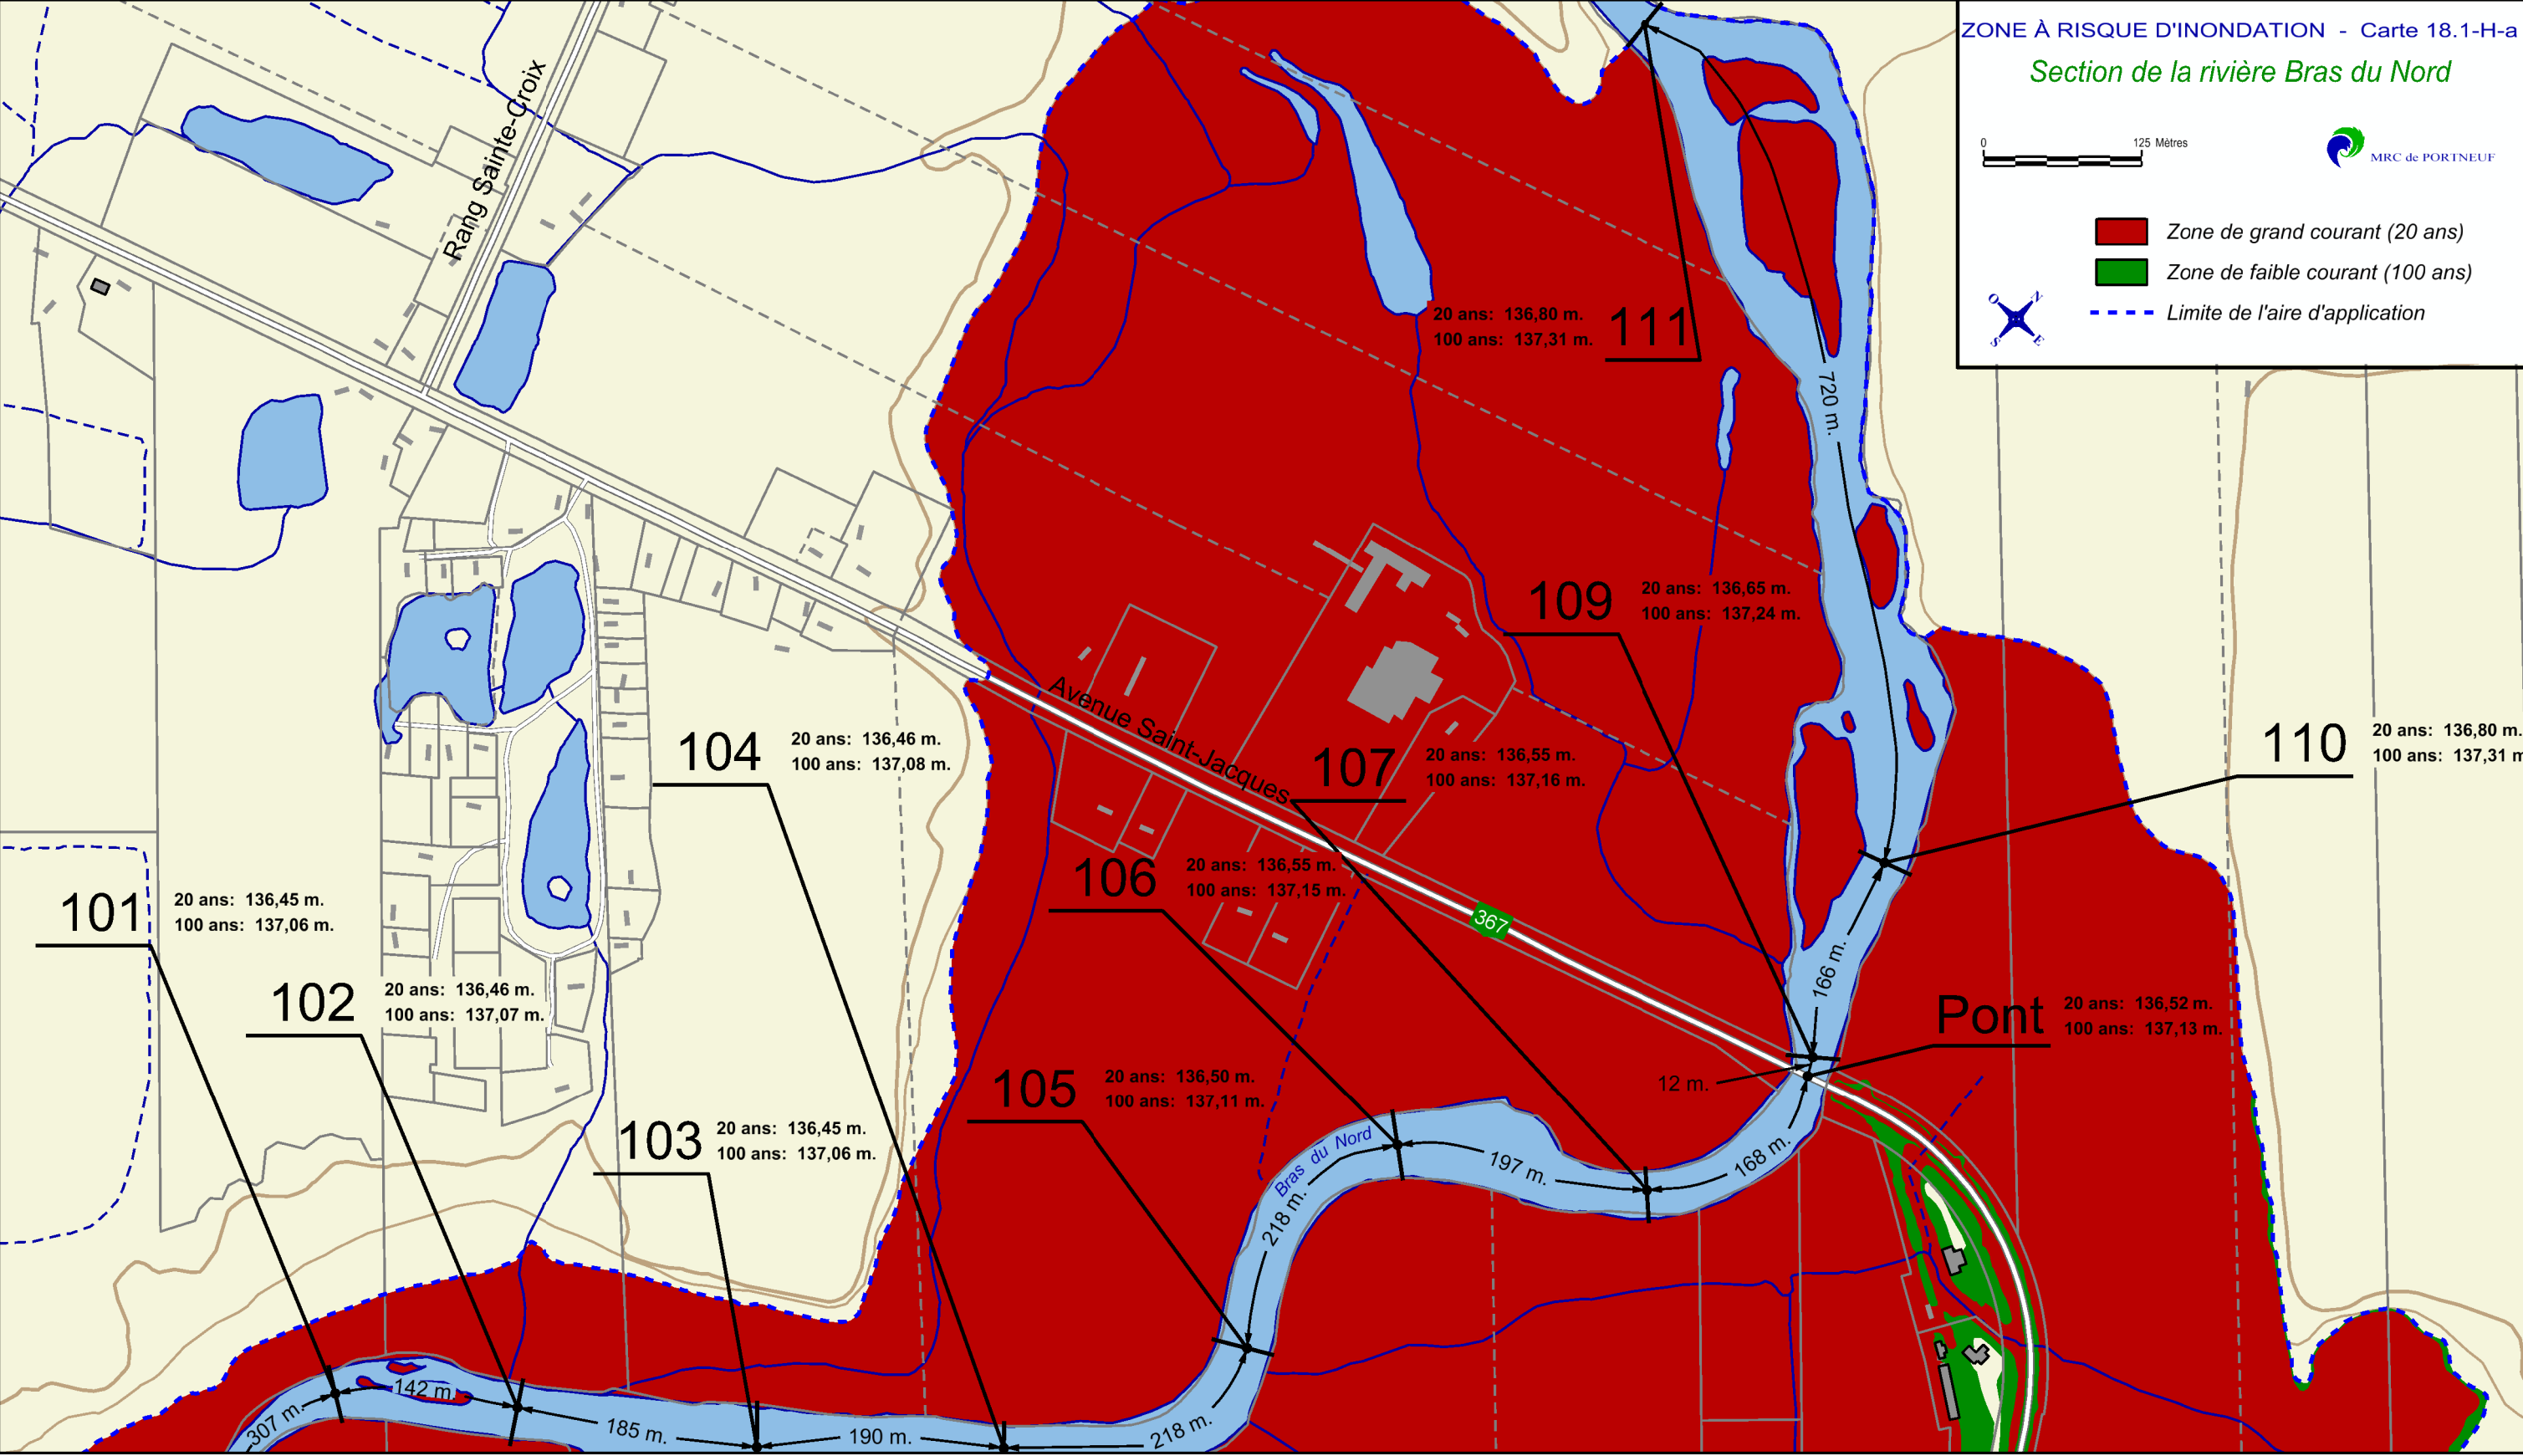 ZONE À RISQUE D'INONDATION - Carte 18.1-H-a
Section de la rivière Bras du Nord
0 125 Mètres
MRC de PORTNEUF
Zone de grand courant (20 ans)
Zone de faible courant (100 ans)
Limite de l'aire d'application
O N
S E
Rang Sainte-Croix
111
20 ans: 136,80 m.
100 ans: 137,31 m.
720 m.
109
20 ans: 136,65 m.
100 ans: 137,24 m.
110
20 ans: 136,80 m.
100 ans: 137,31 m
Avenue Saint-Jacques
104
20 ans: 136,46 m.
100 ans: 137,08 m.
107
20 ans: 136,55 m.
100 ans: 137,16 m.
106
20 ans: 136,55 m.
100 ans: 137,15 m.
367
101
20 ans: 136,45 m.
100 ans: 137,06 m.
166 m.
102
20 ans: 136,46 m.
100 ans: 137,07 m.
Pont
20 ans: 136,52 m.
100 ans: 137,13 m.
12 m.
105
20 ans: 136,50 m.
100 ans: 137,11 m.
103
20 ans: 136,45 m.
100 ans: 137,06 m.
Bras du Nord
197 m.
168 m.
218 m.
307 m.
142 m.
185 m.
190 m.
218 m.